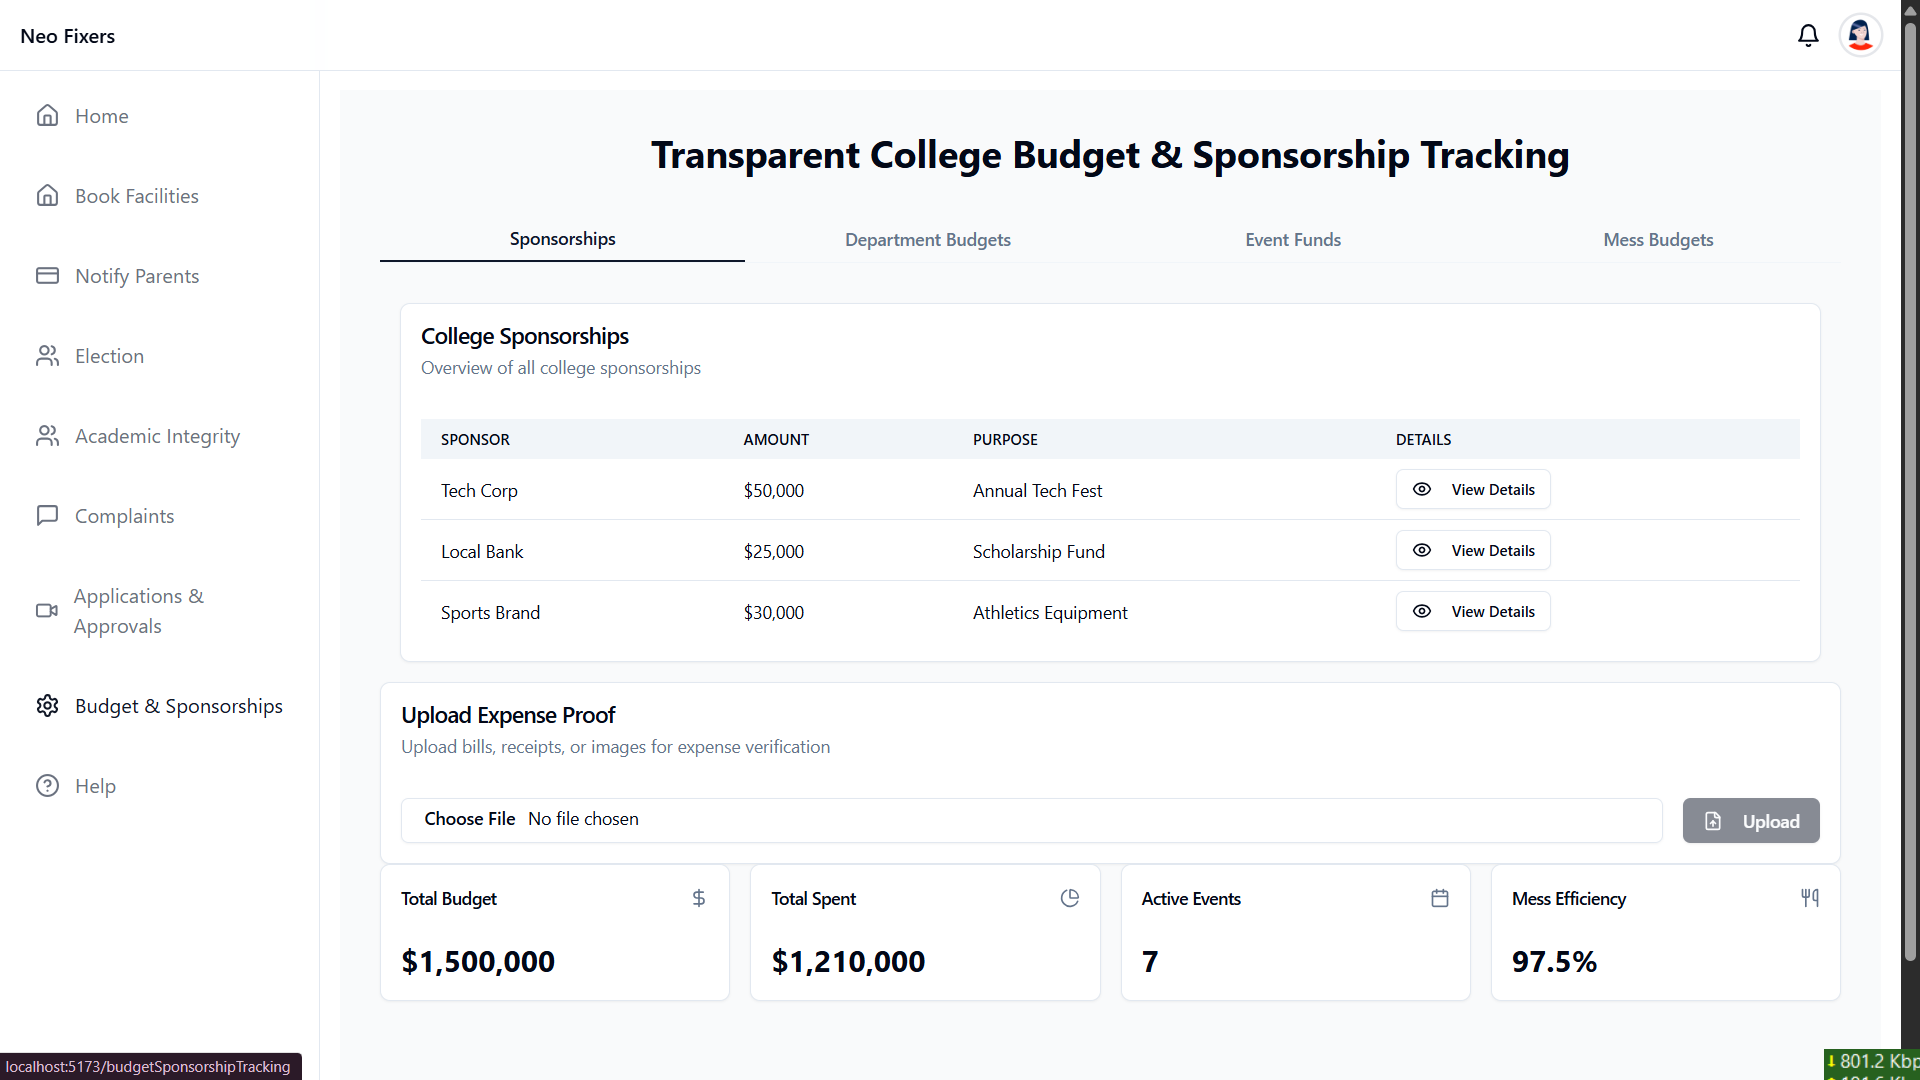 Neo Fixers
Home
Book Facilities
Notify Parents
Election
Academic Integrity
Complaints
Applications &
Approvals
Budget & Sponsorships
Help
Transparent College Budget & Sponsorship Tracking
Sponsorships Department Budgets Event Funds Mess Budgets
College Sponsorships
Overview of all college sponsorships
SPONSOR AMOUNT PURPOSE DETAILS
Tech Corp $50,000 Annual Tech Fest View Details
Local Bank $25,000 Scholarship Fund View Details
Sports Brand $30,000 Athletics Equipment View Details
Upload Expense Proof
Upload bills, receipts, or images for expense verification
Choose File No file chosen Upload
Total Budget $ Total Spent Active Events Mess Efficiency
$1,500,000 $1,210,000 7 97.5%
localhost:5173/budgetSponsorshipTracking
801.2 Kbp